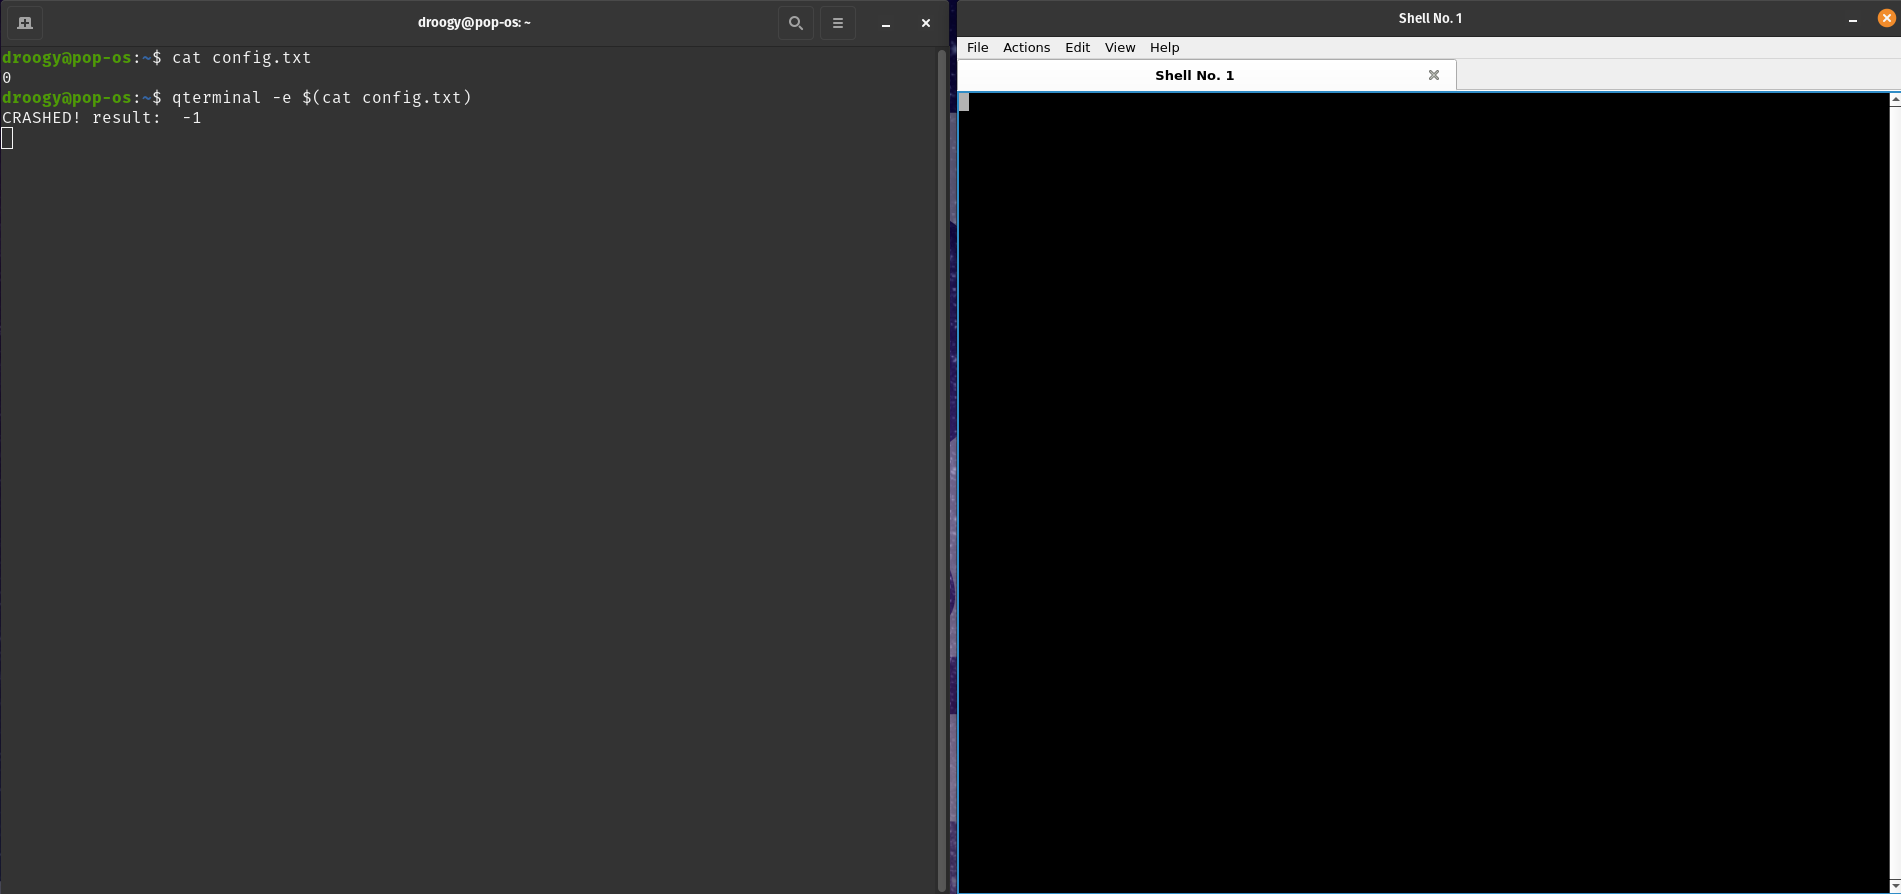 droogy@pop-os: ~
droogy@pop-os:~$ cat config.txt
0
droogy@pop-os:~$ qterminal -e $(cat config.txt)
CRASHED! result:  -1
Shell No. 1
File Actions Edit View Help
Shell No. 1